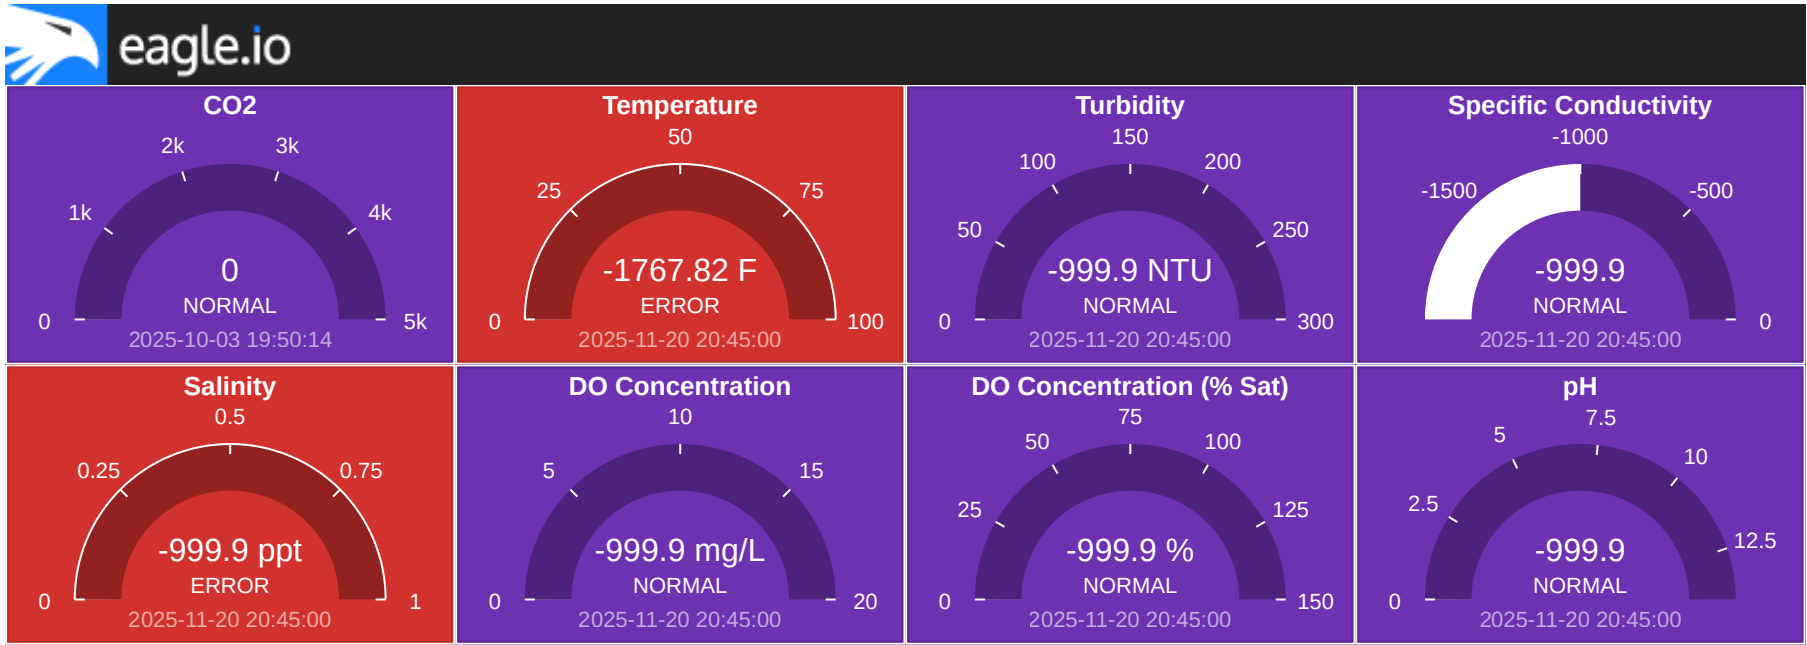 eagle.io
CO2
2k
3k
1k
4k
0
NORMAL
0
5k
2025-10-03 19:50:14
Temperature
50
25
75
-1767.82 F
ERROR
0
100
2025-11-20 20:45:00
Turbidity
150
100
200
50
250
-999.9 NTU
NORMAL
0
300
2025-11-20 20:45:00
Specific Conductivity
-1000
-1500
-500
-999.9
NORMAL
0
2025-11-20 20:45:00
Salinity
0.5
0.25
0.75
-999.9 ppt
ERROR
0
1
2025-11-20 20:45:00
DO Concentration
10
5
15
-999.9 mg/L
NORMAL
0
20
2025-11-20 20:45:00
DO Concentration (% Sat)
75
50
100
25
125
-999.9 %
NORMAL
0
150
2025-11-20 20:45:00
pH
7.5
5
10
2.5
12.5
-999.9
NORMAL
0
2025-11-20 20:45:00